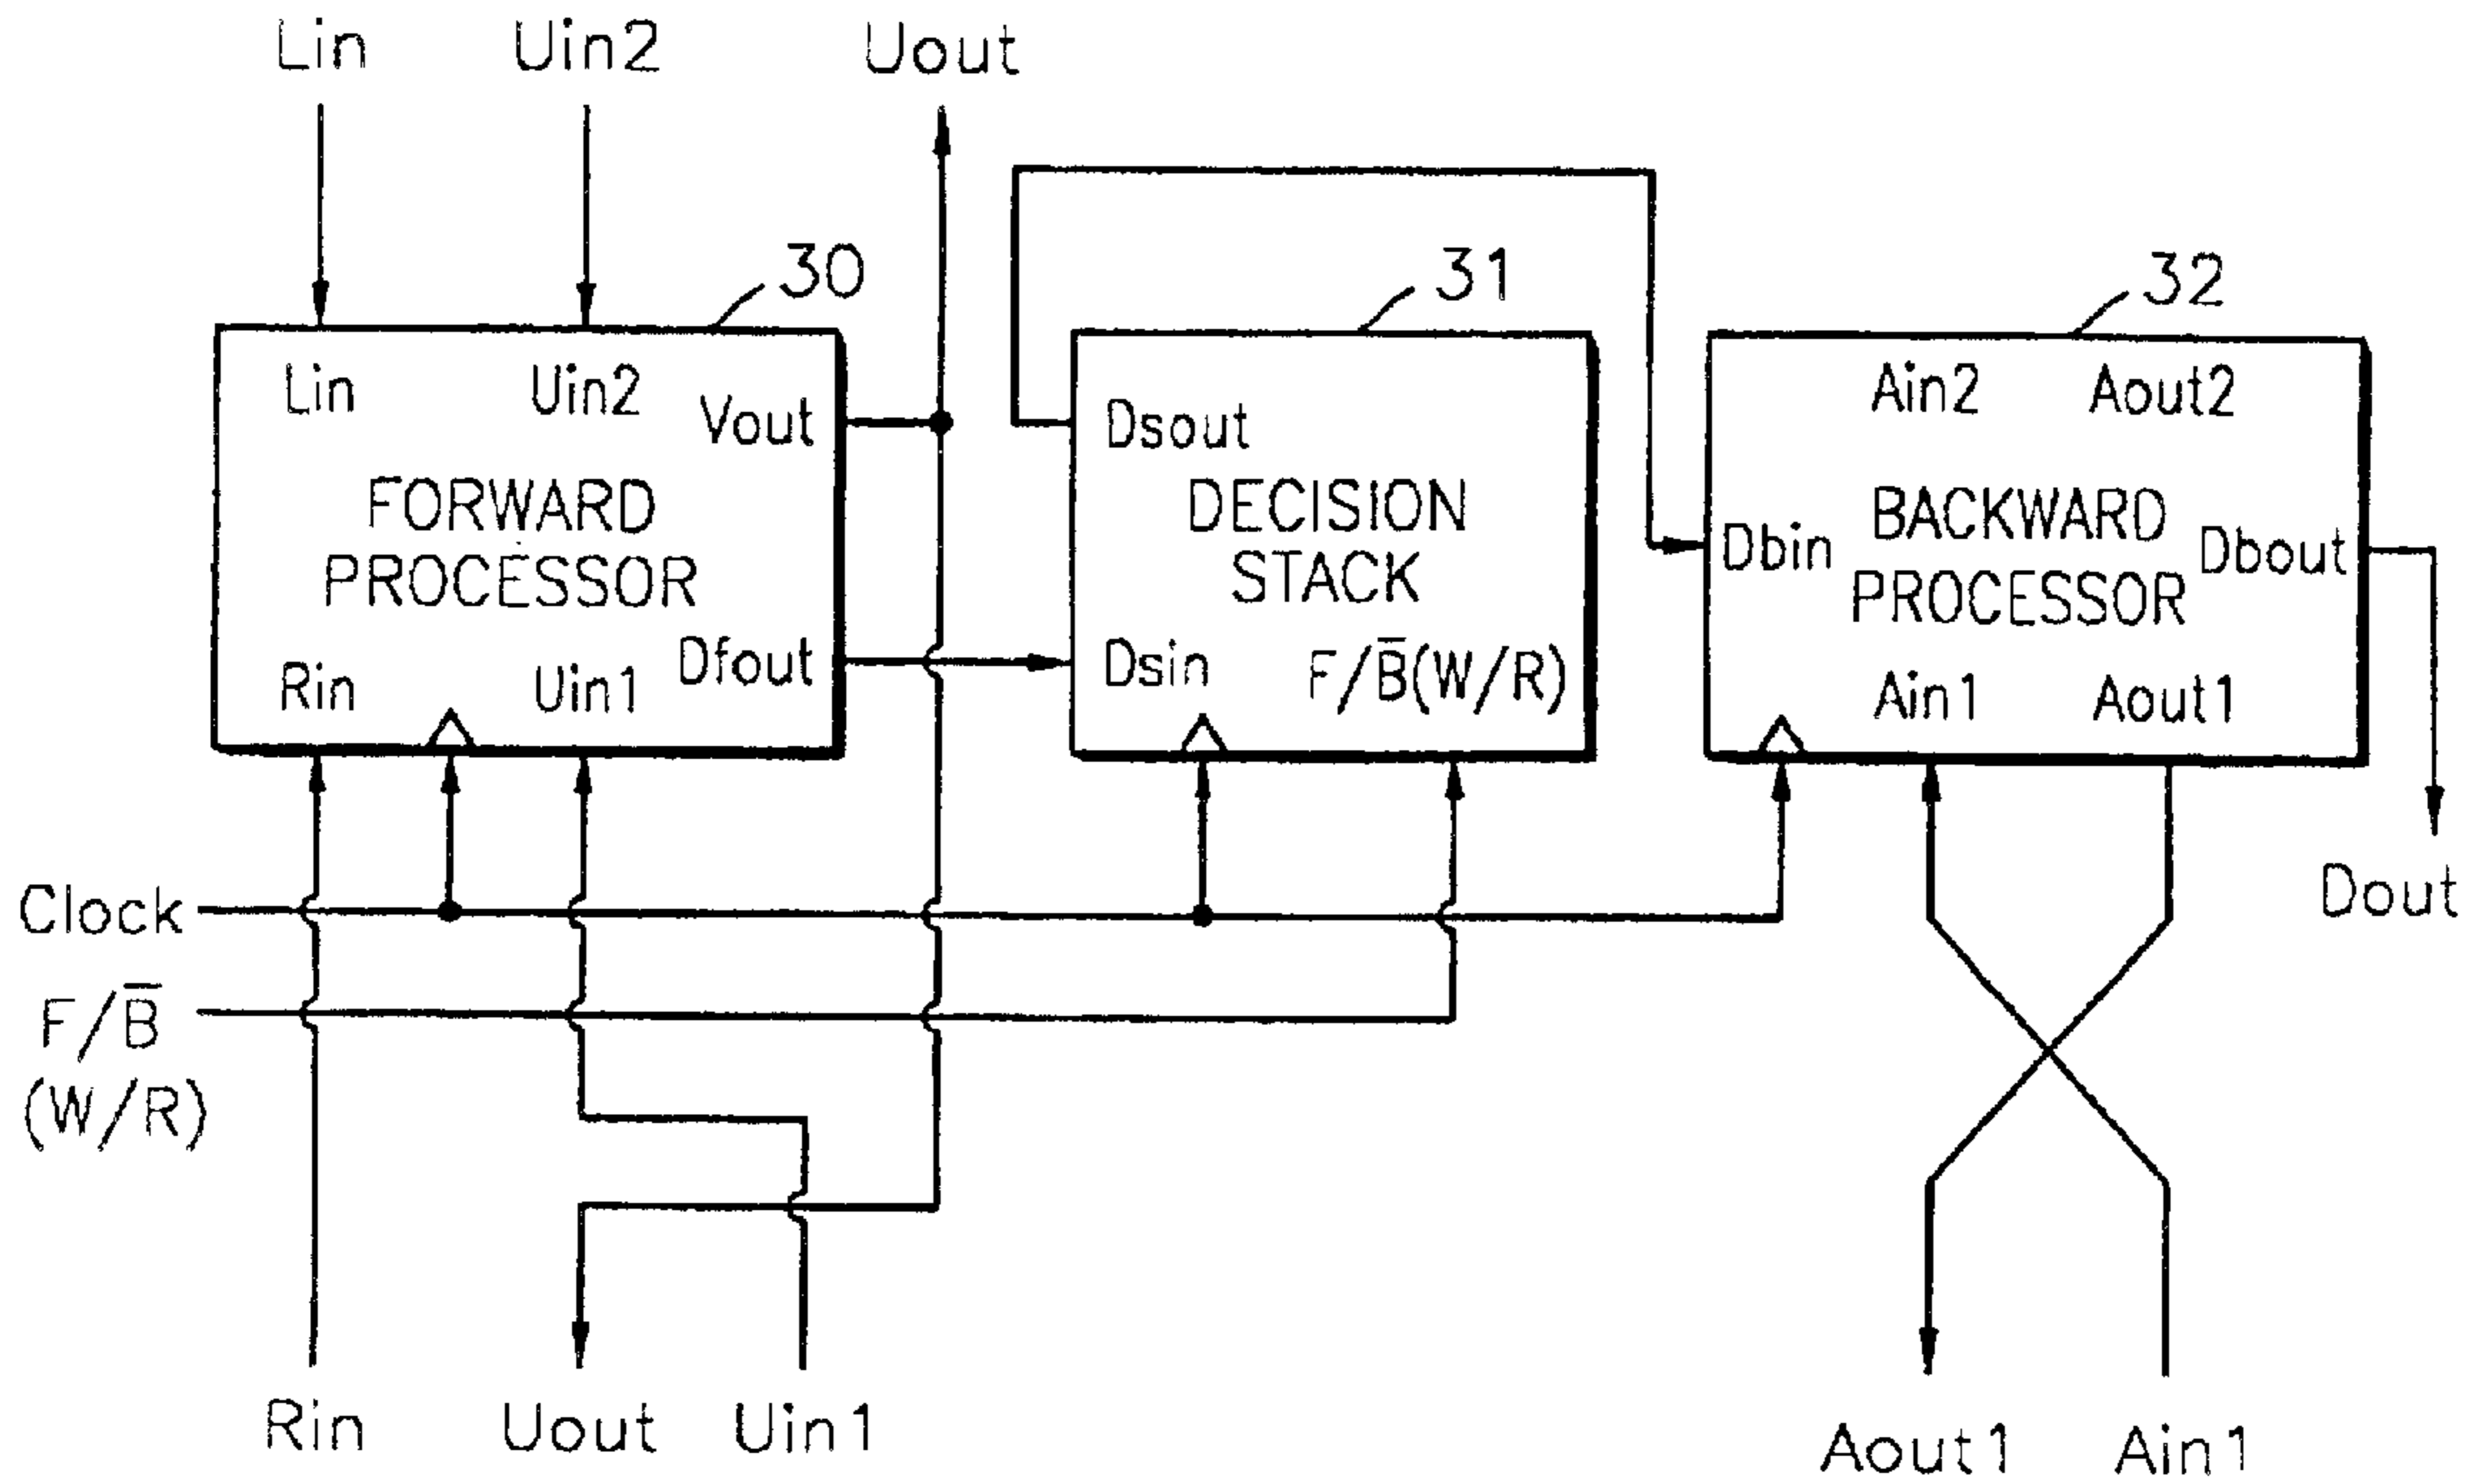 Lin Uin2 Uout
30 31 32
Lin Uin2 Vout
Dsout
Ain2 Aout2
FORWARD
PROCESSOR
DECISION
STACK
Dbin BACKWARD
PROCESSOR Dbout
Rin Uin1 Dfout
Dsin F/B̅(W/R)
Ain1 Aout1
Clock
Dout
F/B̅
(W/R)
Rin Uout Uin1 Aout1 Ain1